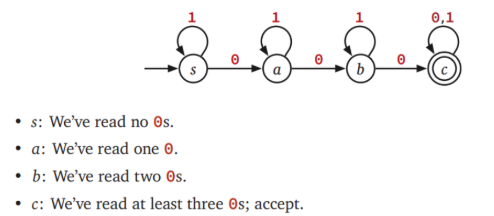 1 1 1 0,1
s 0 a 0 b 0 c
• s: We’ve read no 0s.
• a: We’ve read one 0.
• b: We’ve read two 0s.
• c: We’ve read at least three 0s; accept.